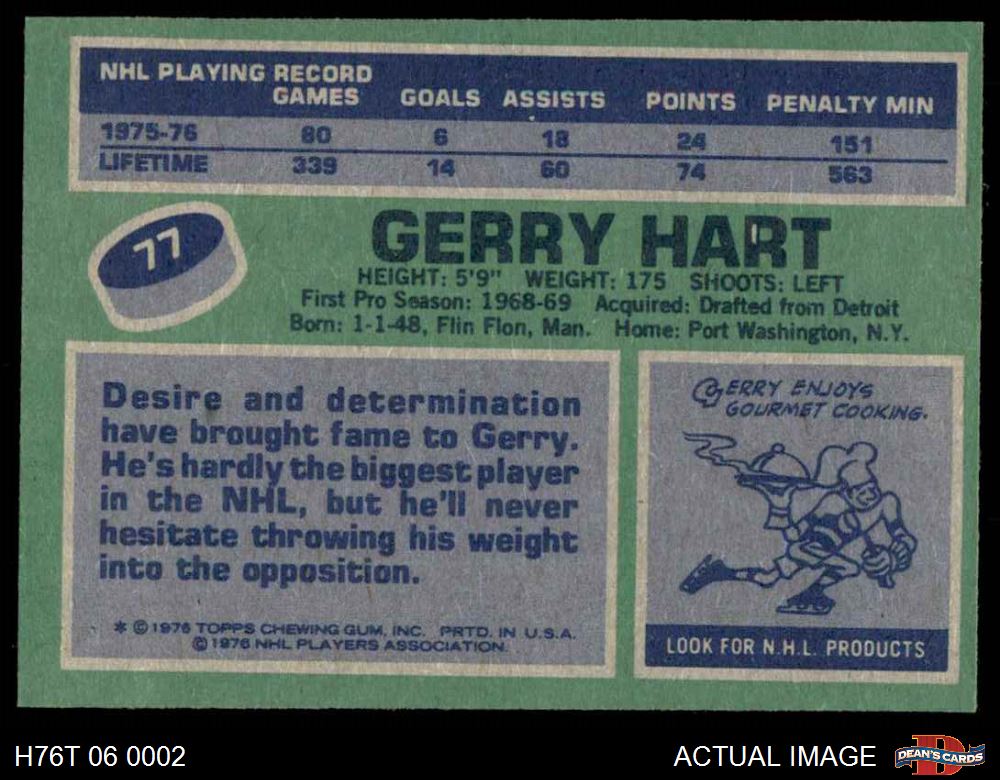 NHL PLAYING RECORD
GAMES GOALS ASSISTS POINTS PENALTY MIN
1975-76 80 6 18 24 151
LIFETIME 339 14 60 74 563
77
GERRY HART
HEIGHT: 5'9" WEIGHT: 175 SHOOTS: LEFT
First Pro Season: 1968-69 Acquired: Drafted from Detroit
Born: 1-1-48, Flin Flon, Man. Home: Port Washington, N.Y.
Desire and determination
have brought fame to Gerry.
He's hardly the biggest player
in the NHL, but he'll never
hesitate throwing his weight
into the opposition.
* © 1976 TOPPS CHEWING GUM, INC. PRTD. IN U.S.A.
© 1976 NHL PLAYERS ASSOCIATION.
GERRY ENJOYS
GOURMET COOKING.
LOOK FOR N.H.L. PRODUCTS
H76T 06 0002
ACTUAL IMAGE
D
DEAN'S CARDS